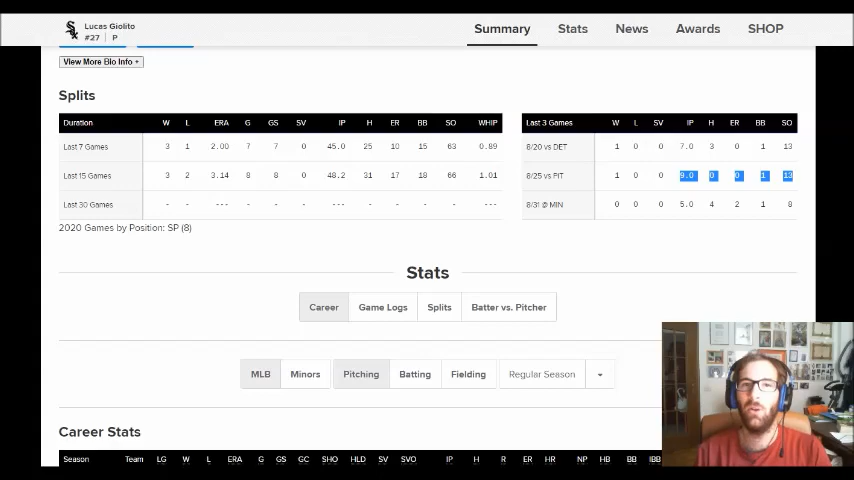 Lucas Giolito
#27 | P
Summary Stats News Awards SHOP
View More Bio Info +
Splits
Duration W L ERA G GS SV IP H ER BB SO WHIP
Last 7 Games 3 1 2.00 7 7 - 45.0 25 10 15 63 0.89
Last 15 Games 3 2 3.14 8 8 - 48.2 31 17 18 66 1.01
Last 30 Games - - --- - - - --- - - - - ---
Last 3 Games W L SV IP H ER BB SO
8/20 vs DET 1 0 0 7.0 3 0 1 13
8/25 vs PIT 1 0 0 9.0 0 0 1 13
8/31 @ MIN 0 0 0 5.0 4 2 1 8
2020 Games by Position: SP (8)
Stats
Career Game Logs Splits Batter vs. Pitcher
MLB Minors Pitching Batting Fielding Regular Season
Career Stats
Season Team LG W L ERA G GS GC SHO HLD SV SVO IP H R ER HR NP HB BB IBB